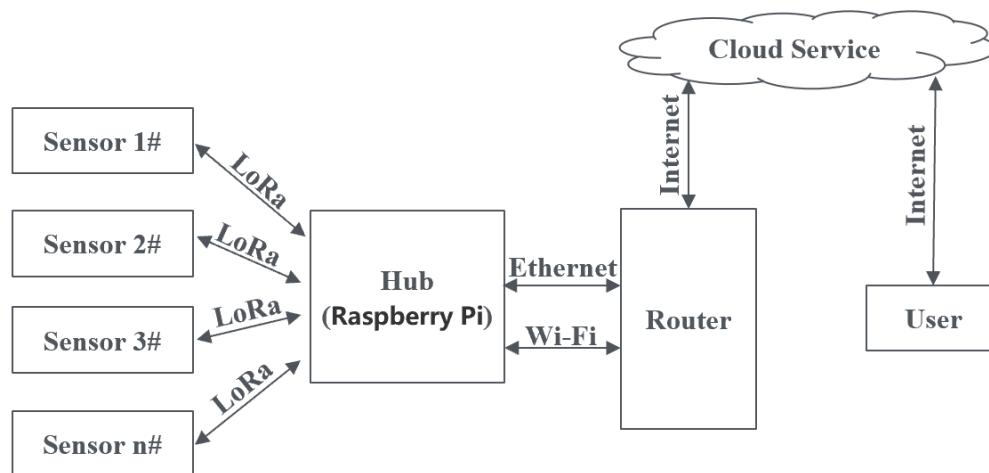 Cloud Service
Sensor 1#
LoRa
Internet
Internet
Sensor 2#
LoRa
Hub
(Raspberry Pi)
Ethernet
Router
User
Sensor 3#
LoRa
Wi-Fi
Sensor n#
LoRa